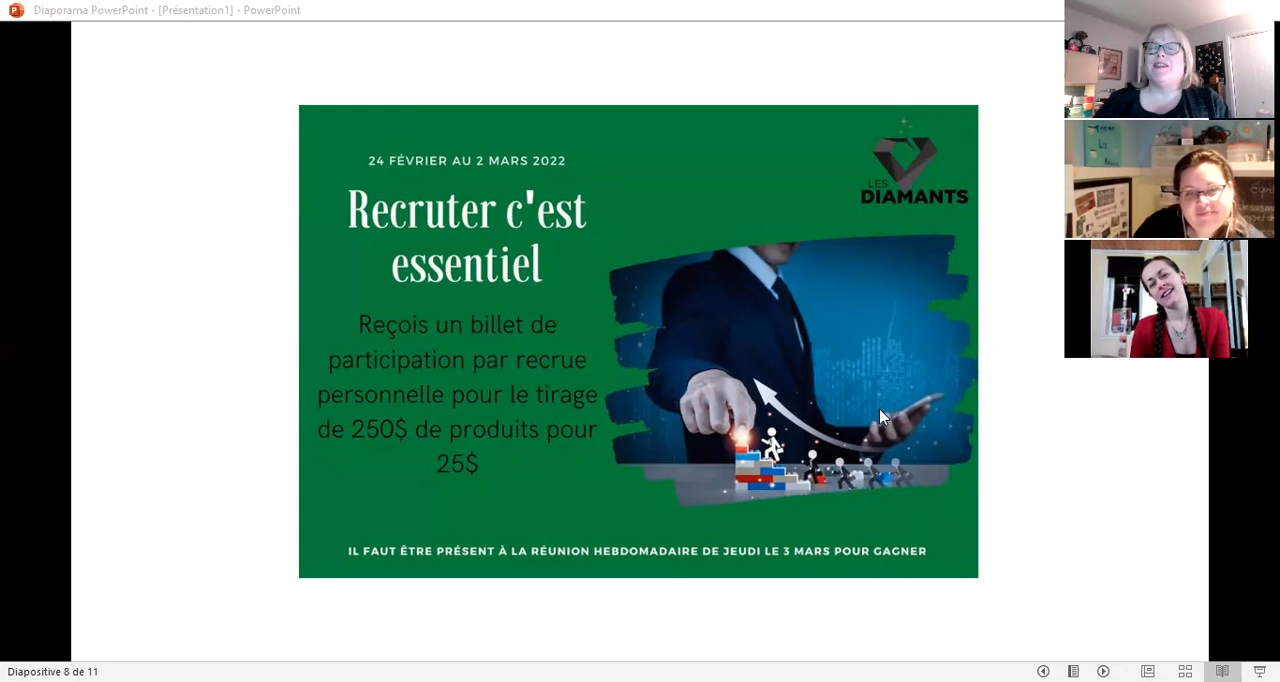 Diaporama PowerPoint - [Présentation1] - PowerPoint
24 FÉVRIER AU 2 MARS 2022
Recruter c'est
essentiel
Reçois un billet de
participation par recrue
personnelle pour le tirage
de 250$ de produits pour
25$
LES
DIAMANTS
IL FAUT ÊTRE PRÉSENT À LA RÉUNION HEBDOMADAIRE DE JEUDI LE 3 MARS POUR GAGNER
Diapositive 8 de 11